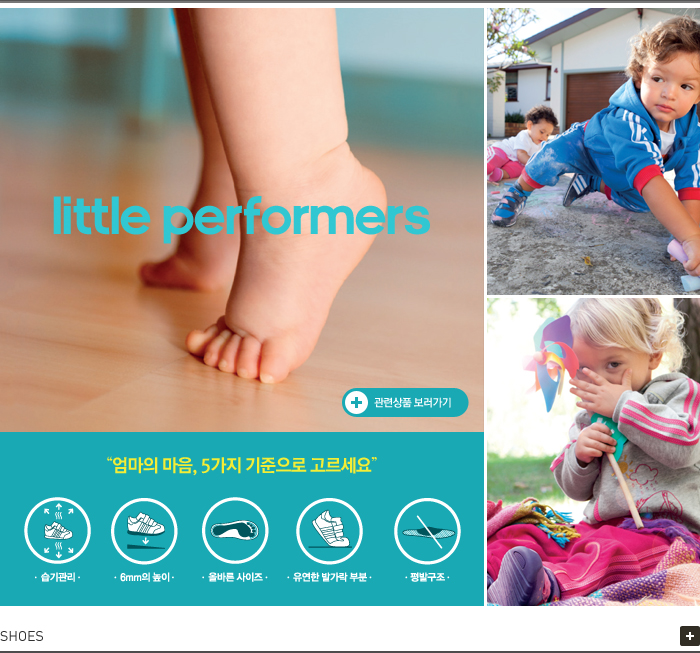 little performers
관련상품 보러가기
“엄마의 마음, 5가지 기준으로 고르세요”
· 습기관리 ·
· 6mm의 높이 ·
· 올바른 사이즈 ·
· 유연한 발가락 부분 ·
· 평발구조 ·
SHOES